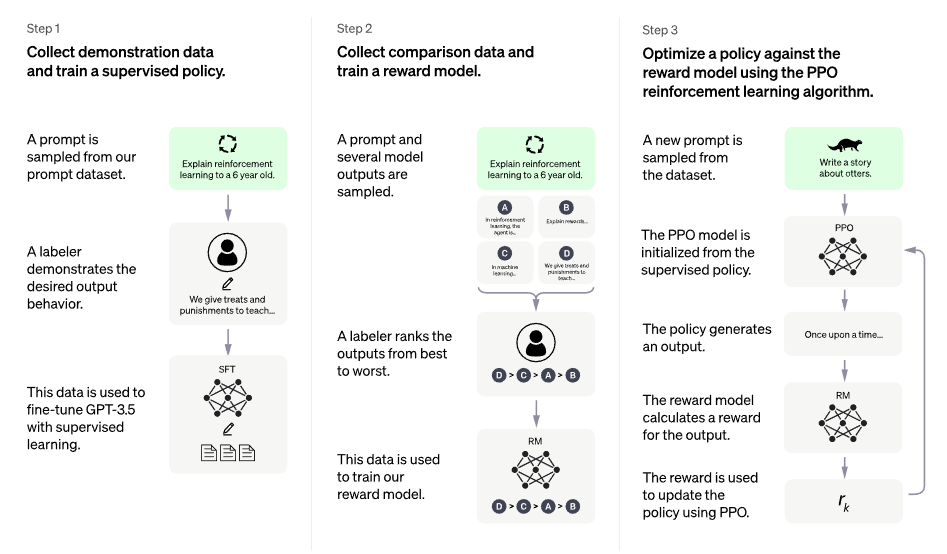 Step 1
Collect demonstration data
and train a supervised policy.
A prompt is
sampled from our
prompt dataset.
Explain reinforcement
learning to a 6 year old.
A labeler
demonstrates the
desired output
behavior.
We give treats and
punishments to teach...
This data is used to
fine-tune GPT-3.5
with supervised
learning.
SFT
Step 2
Collect comparison data and
train a reward model.
A prompt and
several model
outputs are
sampled.
Explain reinforcement
learning to a 6 year old.
A
In reinforcement
learning, the
agent is...
B
Explain rewards...
C
In machine
learning...
D
We give treats and
punishments to
teach...
A labeler ranks the
outputs from best
to worst.
D > C > A > B
This data is used
to train our
reward model.
RM
D > C > A > B
Step 3
Optimize a policy against the
reward model using the PPO
reinforcement learning algorithm.
A new prompt is
sampled from
the dataset.
Write a story
about otters.
The PPO model is
initialized from the
supervised policy.
PPO
The policy generates
an output.
Once upon a time...
The reward model
calculates a reward
for the output.
RM
The reward is used
to update the
policy using PPO.
rk